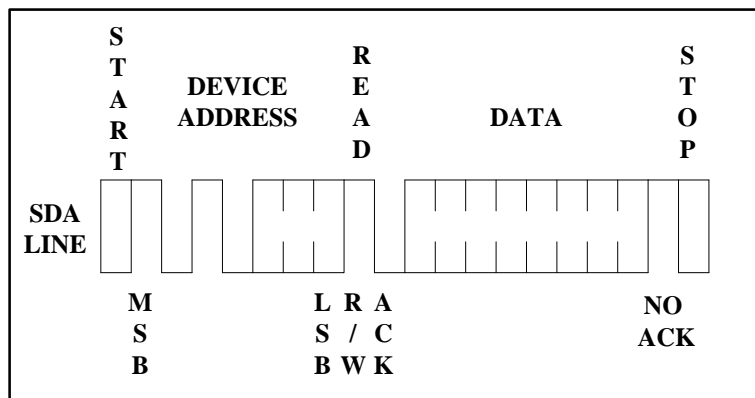 START
DEVICE
ADDRESS
READ
DATA
STOP
SDA
LINE
MSB
LSB
R/W
ACK
NO
ACK